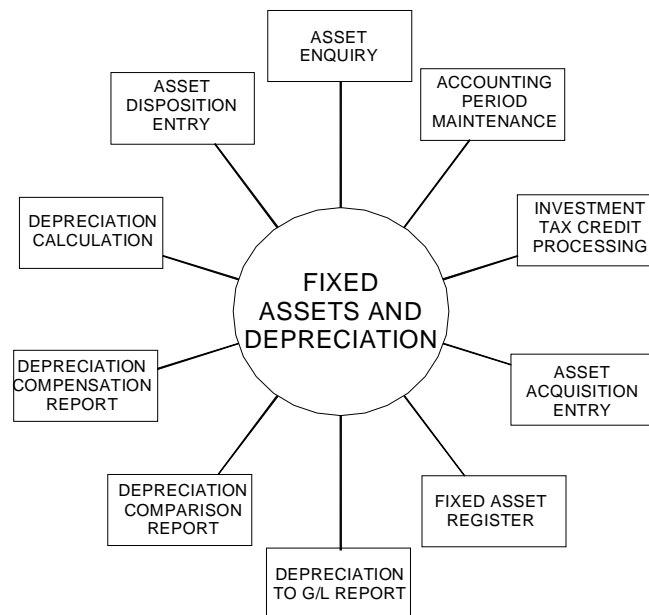 ASSET
ENQUIRY
ASSET
DISPOSITION
ENTRY
ACCOUNTING
PERIOD
MAINTENANCE
DEPRECIATION
CALCULATION
INVESTMENT
TAX CREDIT
PROCESSING
FIXED
ASSETS AND
DEPRECIATION
DEPRECIATION
COMPENSATION
REPORT
ASSET
ACQUISITION
ENTRY
DEPRECIATION
COMPARISON
REPORT
FIXED ASSET
REGISTER
DEPRECIATION
TO G/L REPORT